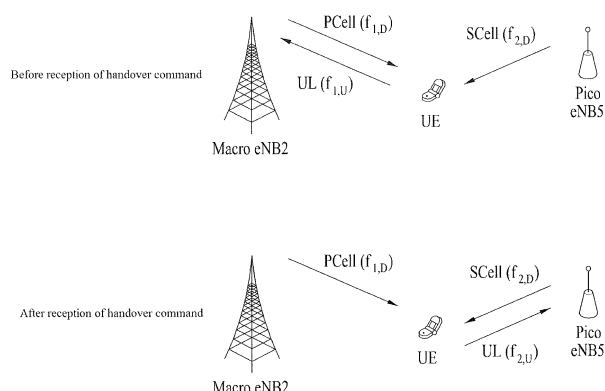 PCell (f1,D)
SCell (f2,D)
Before reception of handover command
UL (f1,U)
Pico
eNB5
UE
Macro eNB2
PCell (f1,D)
SCell (f2,D)
After reception of handover command
Pico
eNB5
UE
UL (f2,U)
Macro eNB2